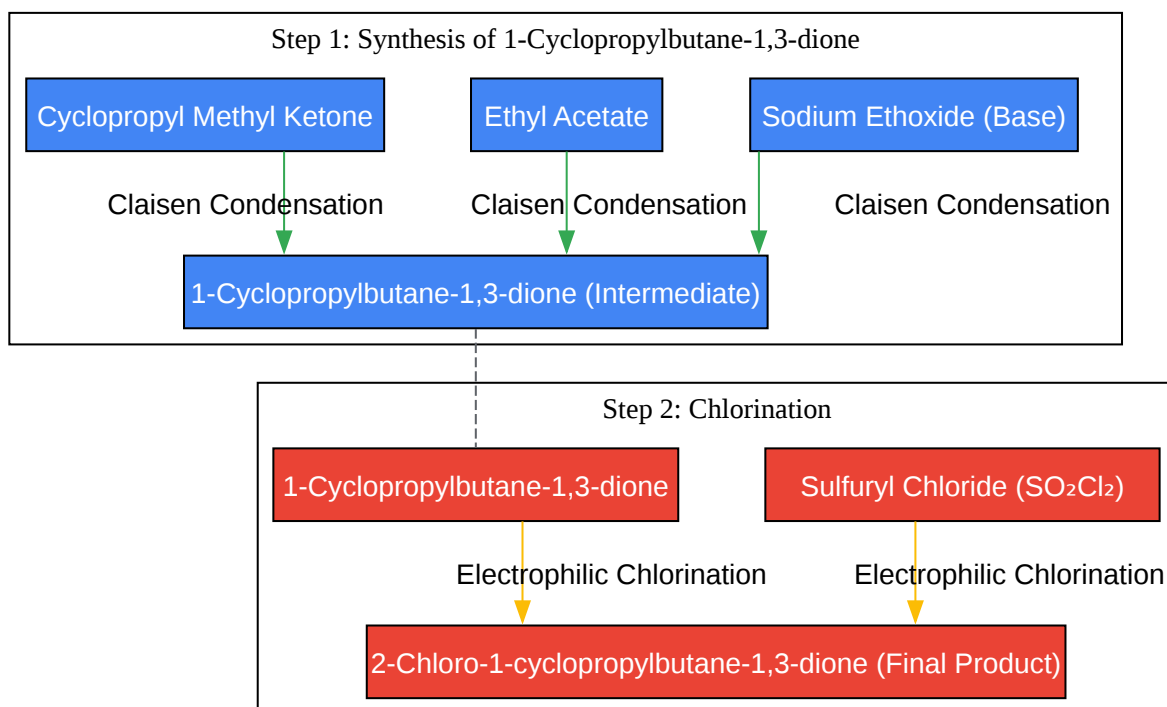 Step 1: Synthesis of 1-Cyclopropylbutane-1,3-dione
Cyclopropyl Methyl Ketone
Ethyl Acetate
Sodium Ethoxide (Base)
Claisen Condensation
Claisen Condensation
Claisen Condensation
1-Cyclopropylbutane-1,3-dione (Intermediate)
Step 2: Chlorination
1-Cyclopropylbutane-1,3-dione
Sulfuryl Chloride (SO₂Cl₂)
Electrophilic Chlorination
Electrophilic Chlorination
2-Chloro-1-cyclopropylbutane-1,3-dione (Final Product)